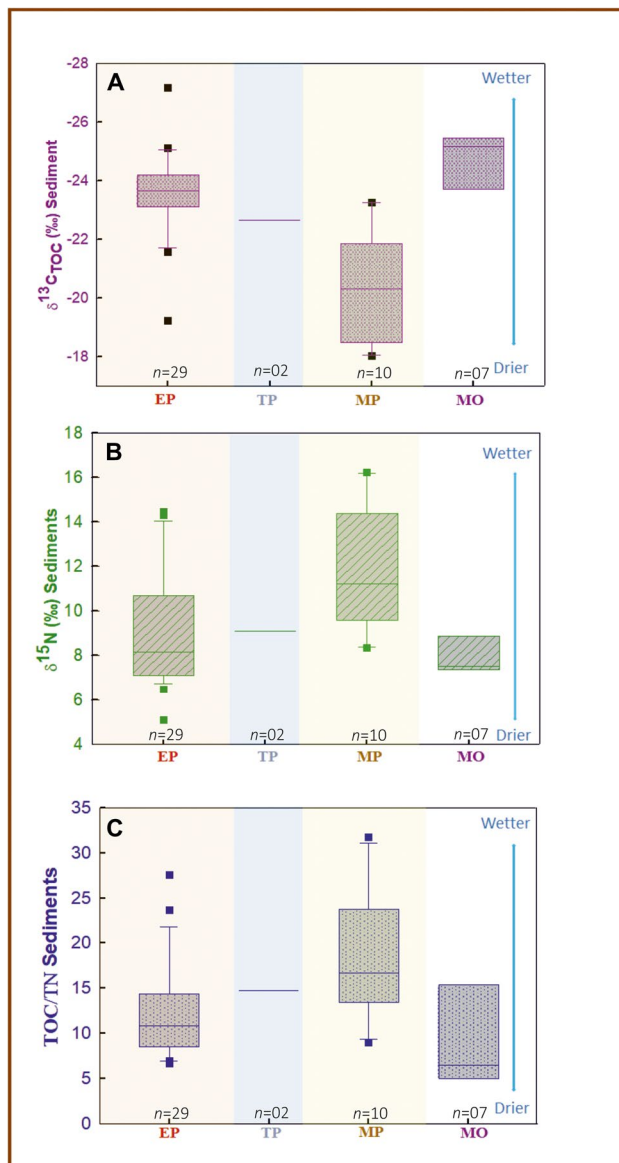 A
Wetter
Drier
δ13CTOC (‰) Sediment
-28
-26
-24
-22
-20
-18
n=29 n=02 n=10 n=07
EP TP MP MO
B
Wetter
Drier
δ15N (‰) Sediments
18
16
14
12
10
8
6
4
n=29 n=02 n=10 n=07
EP TP MP MO
C
Wetter
Drier
TOC/TN Sediments
35
30
25
20
15
10
5
0
n=29 n=02 n=10 n=07
EP TP MP MO